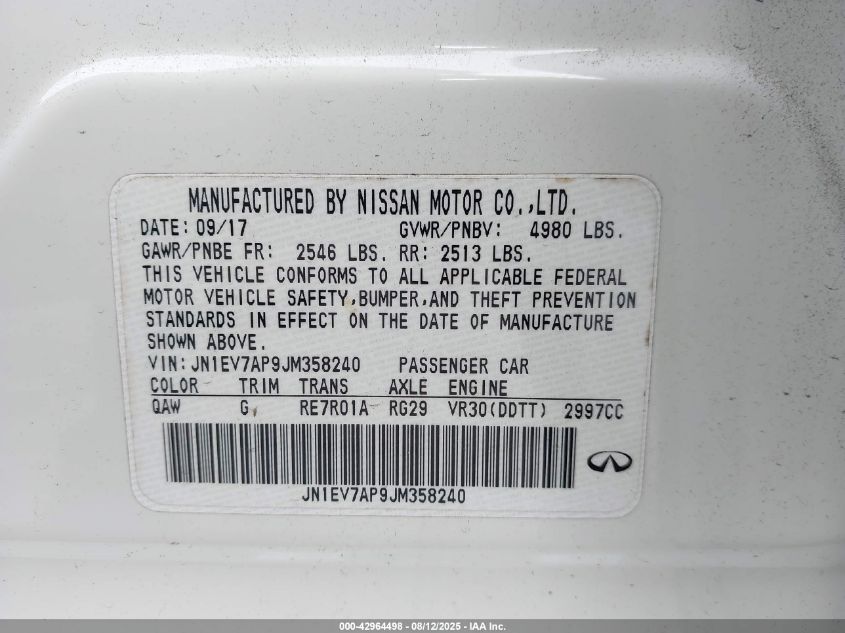 MANUFACTURED BY NISSAN MOTOR CO.,LTD.
DATE: 09/17 GVWR/PNBV: 4980 LBS.
GAWR/PNBE FR: 2546 LBS. RR: 2513 LBS.
THIS VEHICLE CONFORMS TO ALL APPLICABLE FEDERAL
MOTOR VEHICLE SAFETY,BUMPER,AND THEFT PREVENTION
STANDARDS IN EFFECT ON THE DATE OF MANUFACTURE
SHOWN ABOVE.
VIN: JN1EV7AP9JM358240 PASSENGER CAR
COLOR TRIM TRANS AXLE ENGINE
QAW G RE7R01A RG29 VR30(DDTT) 2997CC
JN1EV7AP9JM358240
000-42964498 - 08/12/2025 - IAA Inc.